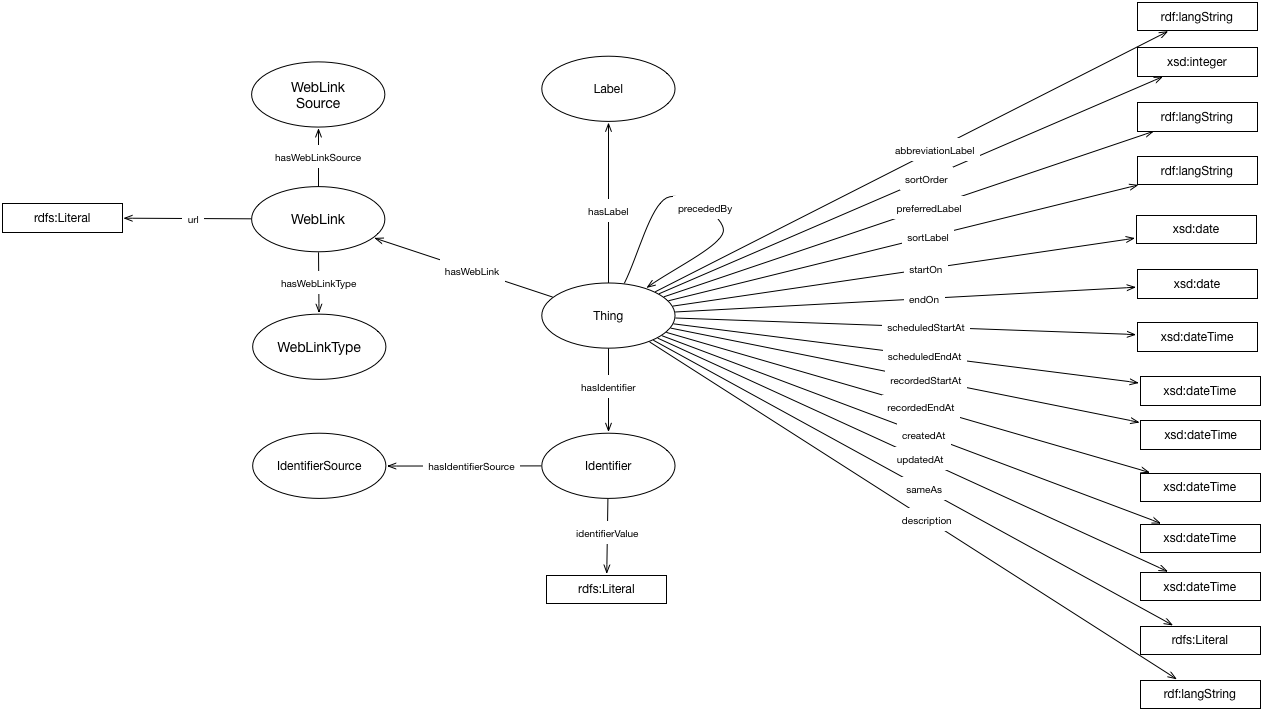 rdf:langString
xsd:integer
WebLink
Source
Label
rdf:langString
abbreviationLabel
hasWebLinkSource
rdf:langString
sortOrder
rdfs:Literal
url
WebLink
hasLabel
precededBy
preferredLabel
sortLabel
xsd:date
hasWebLink
startOn
hasWebLinkType
xsd:date
endOn
Thing
scheduledStartAt
xsd:dateTime
WebLinkType
scheduledEndAt
hasIdentifier
recordedStartAt
xsd:dateTime
recordedEndAt
createdAt
xsd:dateTime
updatedAt
IdentifierSource
hasIdentifierSource
Identifier
sameAs
xsd:dateTime
description
identifierValue
xsd:dateTime
rdfs:Literal
xsd:dateTime
rdfs:Literal
rdf:langString